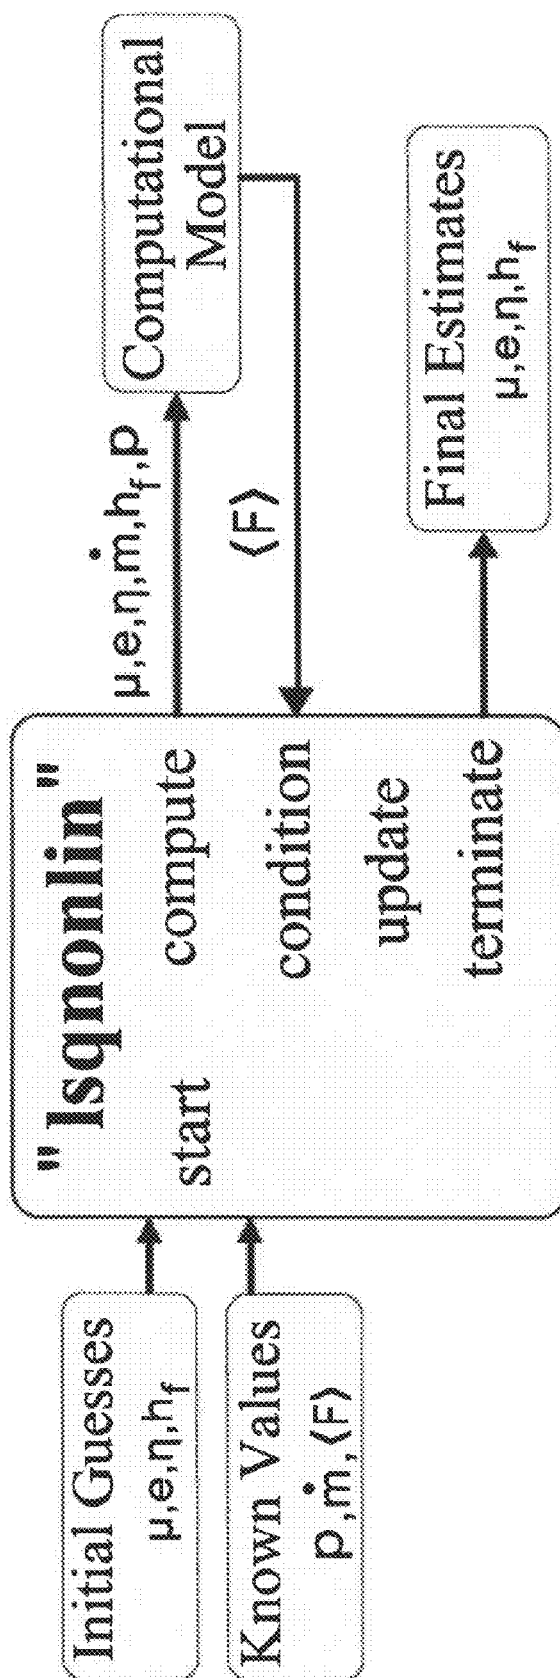 Initial Guesses
μ,e,η,h_f
Known Values
p,ṁ,⟨F⟩
"lsqnonlin"
start
compute
condition
update
terminate
μ,e,η,ṁ,h_f,p
⟨F⟩
Computational
Model
Final Estimates
μ,e,η,h_f